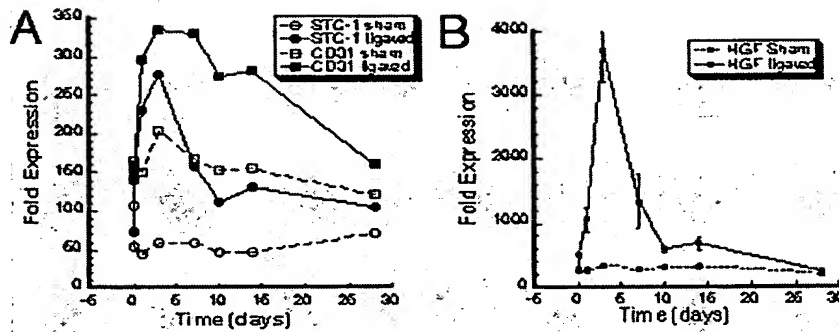 A
STC-1 sham
STC-1 ligated
CD31 sham
CD31 ligated
350
300
250
200
150
100
50
0
Fold Expression
-5 0 5 10 15 20 25 30
Time (days)
B
HGF Sham
HGF ligated
4000
3000
2000
1000
0
Fold Expression
-5 0 5 10 15 20 25 30
Time (days)